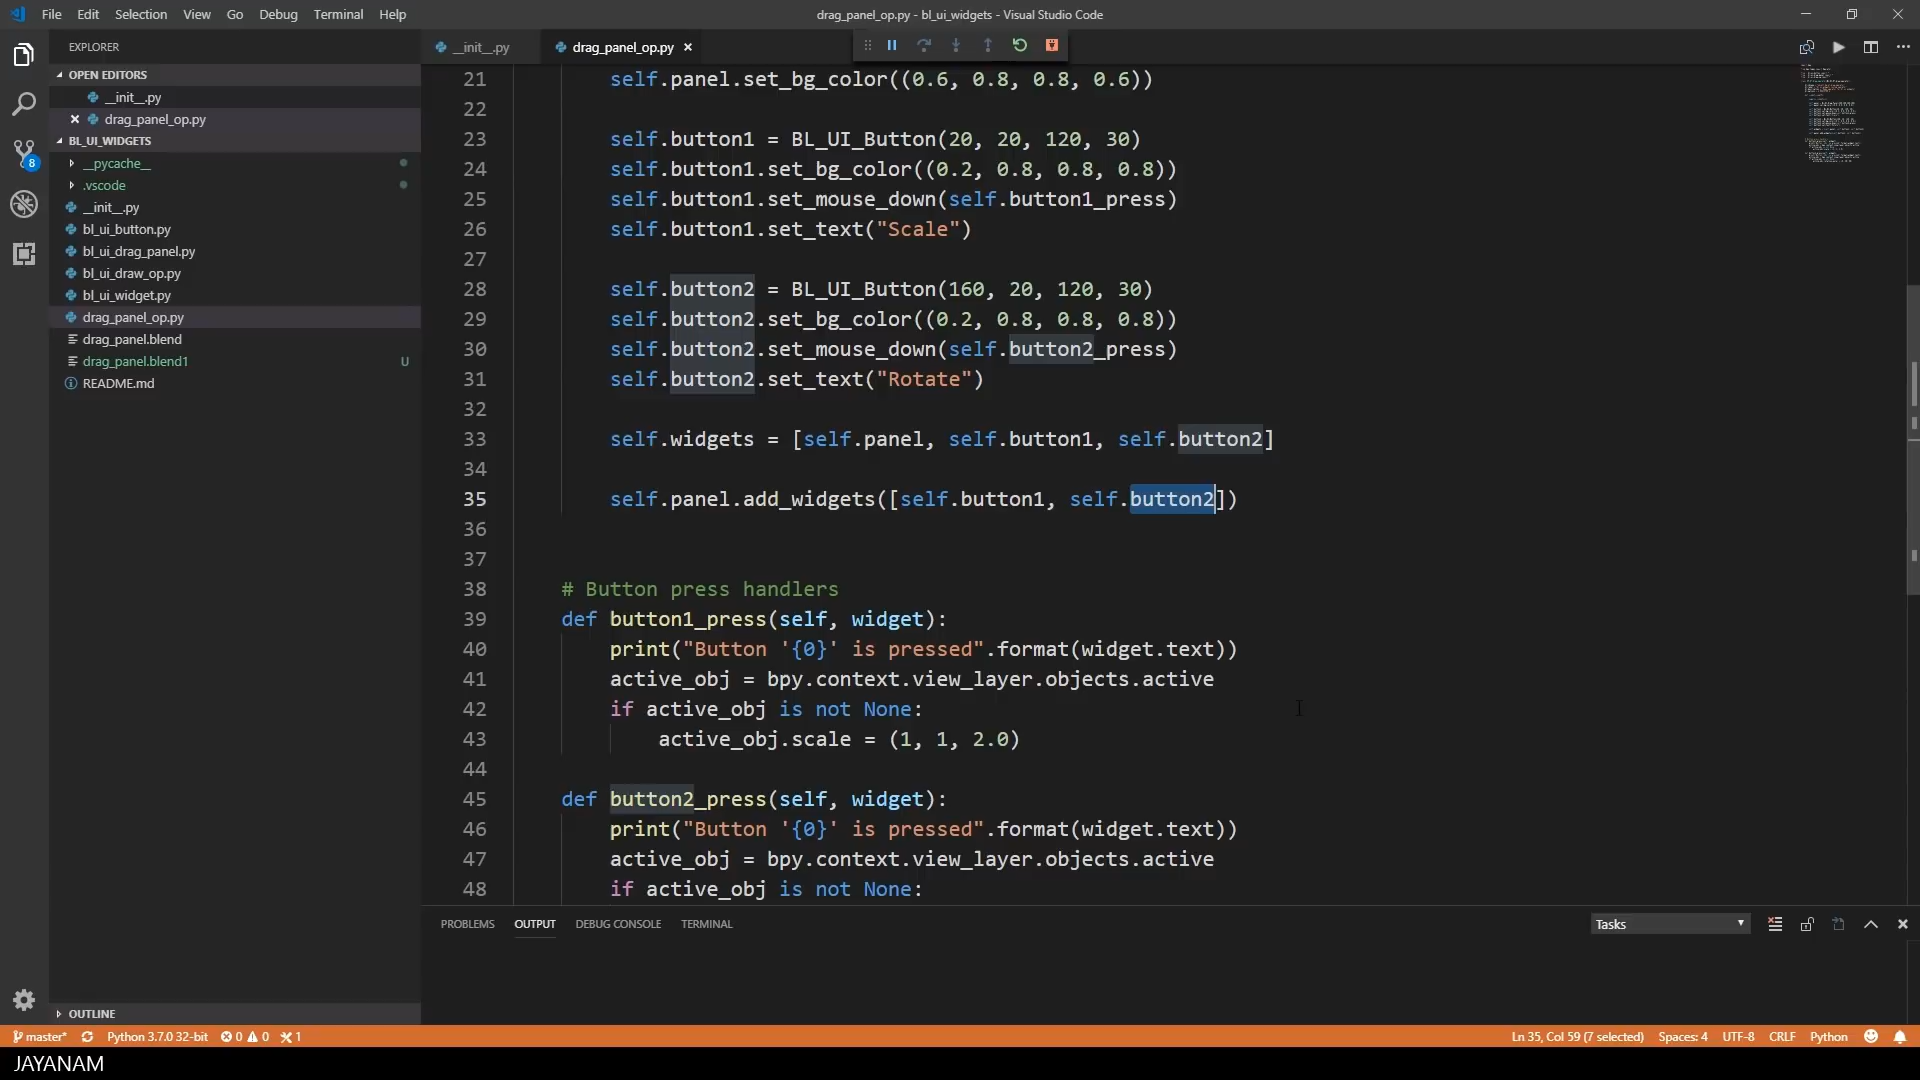 File Edit Selection View Go Debug Terminal Help
drag_panel_op.py - bl_ui_widgets - Visual Studio Code
EXPLORER
OPEN EDITORS
__init__.py
drag_panel_op.py
BL_UI_WIDGETS
__pycache__
.vscode
__init__.py
bl_ui_button.py
bl_ui_drag_panel.py
bl_ui_draw_op.py
bl_ui_widget.py
drag_panel_op.py
drag_panel.blend
drag_panel.blend1 U
README.md
OUTLINE
8
__init__.py
drag_panel_op.py
21 self.panel.set_bg_color((0.6, 0.8, 0.8, 0.6))
22
23 self.button1 = BL_UI_Button(20, 20, 120, 30)
24 self.button1.set_bg_color((0.2, 0.8, 0.8, 0.8))
25 self.button1.set_mouse_down(self.button1_press)
26 self.button1.set_text("Scale")
27
28 self.button2 = BL_UI_Button(160, 20, 120, 30)
29 self.button2.set_bg_color((0.2, 0.8, 0.8, 0.8))
30 self.button2.set_mouse_down(self.button2_press)
31 self.button2.set_text("Rotate")
32
33 self.widgets = [self.panel, self.button1, self.button2]
34
35 self.panel.add_widgets([self.button1, self.button2])
36
37
38 # Button press handlers
39 def button1_press(self, widget):
40 print("Button '{0}' is pressed".format(widget.text))
41 active_obj = bpy.context.view_layer.objects.active
42 if active_obj is not None:
43 active_obj.scale = (1, 1, 2.0)
44
45 def button2_press(self, widget):
46 print("Button '{0}' is pressed".format(widget.text))
47 active_obj = bpy.context.view_layer.objects.active
48 if active_obj is not None:
PROBLEMS OUTPUT DEBUG CONSOLE TERMINAL
Tasks
master* Python 3.7.0 32-bit 0 0 1
Ln 35, Col 59 (7 selected) Spaces: 4 UTF-8 CRLF Python
JAYANAM